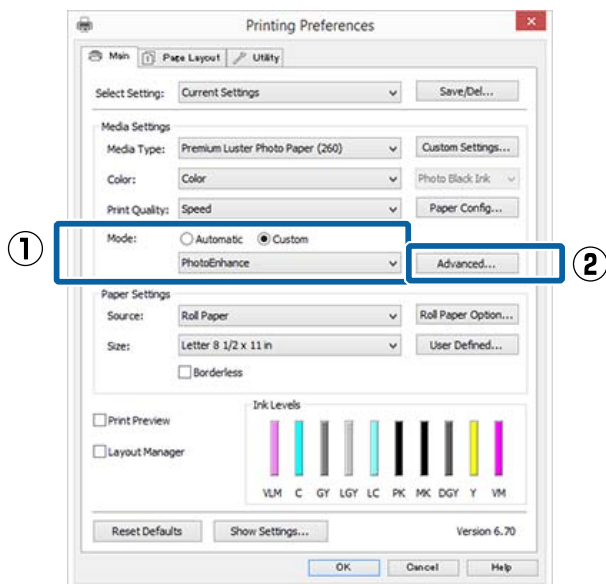 Printing Preferences
Main Page Layout Utility
Select Setting: Current Settings Save/Del...
Media Settings
Media Type: Premium Luster Photo Paper (260) Custom Settings...
Color: Color Photo Black Ink
Print Quality: Speed Paper Config...
1 Mode: Automatic Custom
PhotoEnhance Advanced... 2
Paper Settings
Source: Roll Paper Roll Paper Option...
Size: Letter 8 1/2 x 11 in User Defined...
Borderless
Ink Levels
Print Preview
Layout Manager
VLM C GY LGY LC PK MK DGY Y VM
Reset Defaults Show Settings... Version 6.70
OK Cancel Help